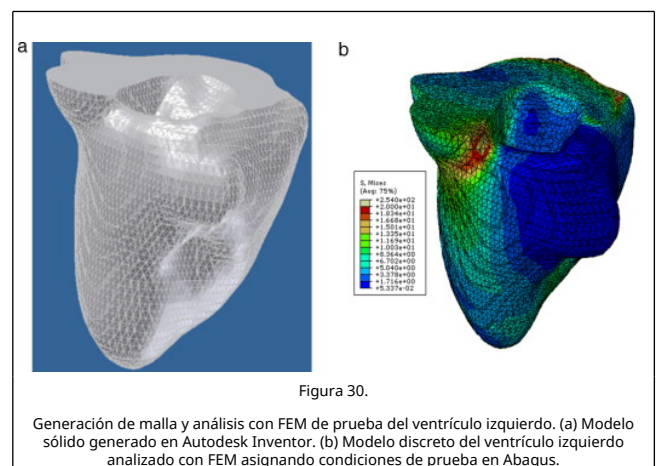 a
b
S, Mises
(Avg: 75%)
+2.540e+02
+2.000e+01
+1.834e+01
+1.668e+01
+1.501e+01
+1.335e+01
+1.169e+01
+1.003e+01
+8.364e+00
+6.702e+00
+5.040e+00
+3.378e+00
+1.716e+00
+5.337e-02
Figura 30.
Generación de malla y análisis con FEM de prueba del ventrículo izquierdo. (a) Modelo
sólido generado en Autodesk Inventor. (b) Modelo discreto del ventrículo izquierdo
analizado con FEM asignando condiciones de prueba en Abaqus.